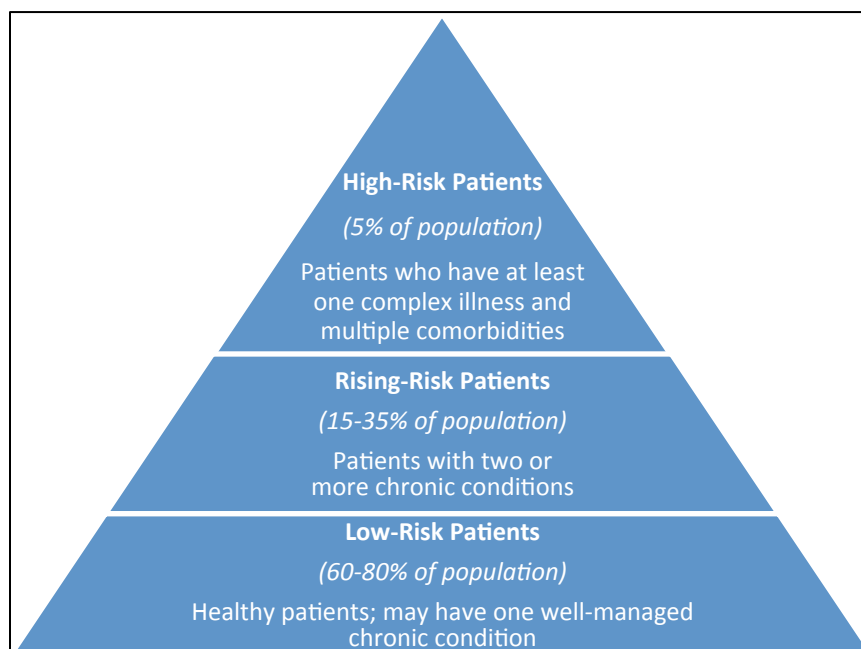 High-Risk Patients
(5% of population)
Patients who have at least
one complex illness and
multiple comorbidities
Rising-Risk Patients
(15-35% of population)
Patients with two or
more chronic conditions
Low-Risk Patients
(60-80% of population)
Healthy patients; may have one well-managed
chronic condition